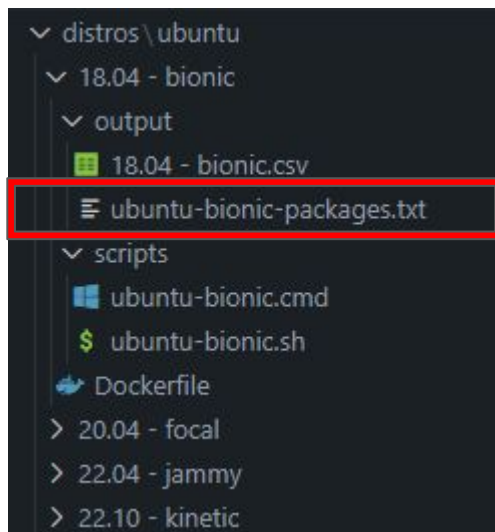 distros\ubuntu
18.04 - bionic
output
18.04 - bionic.csv
ubuntu-bionic-packages.txt
scripts
ubuntu-bionic.cmd
$ ubuntu-bionic.sh
Dockerfile
20.04 - focal
22.04 - jammy
22.10 - kinetic